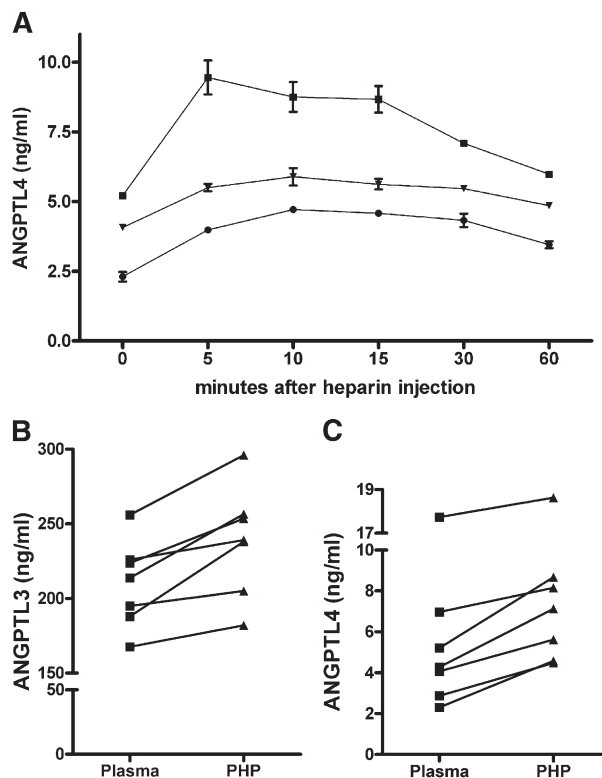 A
ANGPTL4 (ng/ml)
10.0
7.5
5.0
2.5
0.0
0 5 10 15 30 60
minutes after heparin injection
B
ANGPTL3 (ng/ml)
300
250
200
150
50
0
Plasma PHP
C
ANGPTL4 (ng/ml)
19
17
10
8
6
4
2
0
Plasma PHP